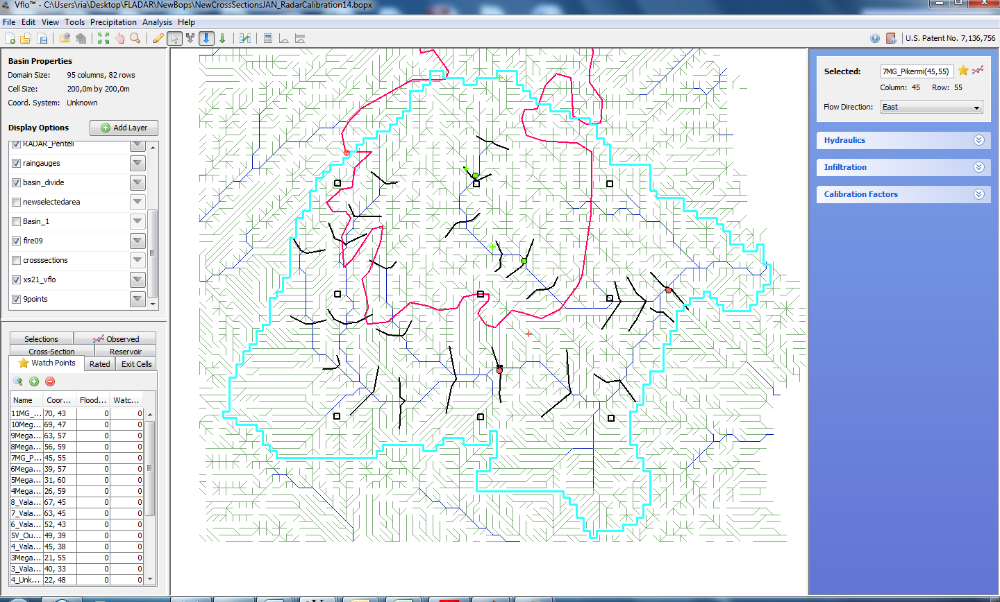 Vflo™ - C:\Users\ria\Desktop\FLADAR\NewBops\NewCrossSectionsJAN_RadarCalibration14.bopx
File Edit View Tools Precipitation Analysis Help
U.S. Patent No. 7,136,756
Basin Properties
Domain Size: 95 columns, 82 rows
Cell Size: 200,0m by 200,0m
Coord. System: Unknown
Display Options Add Layer
RADAR_Penteli
raingauges
basin_divide
newselectedarea
Basin_1
fire09
crosssections
xs21_vflo
9points
Selections Observed
Cross-Section Reservoir
Watch Points Rated Exit Cells
Name Coor... Flood... Watc...
11MG_... 70, 43 0 0
10Meg... 69, 47 0 0
9Mega... 63, 57 0 0
8Mega... 56, 59 0 0
7MG_P... 45, 55 0 0
6Mega... 39, 57 0 0
5Mega... 31, 60 0 0
4Mega... 26, 59 0 0
8_Vala... 67, 45 0 0
7_Vala... 63, 45 0 0
6_Vala... 52, 43 0 0
5V_Ou... 49, 39 0 0
4_Vala... 45, 38 0 0
3Mega... 21, 55 0 0
3_Vala... 40, 33 0 0
4_Unk... 22, 48 0 0
Selected: 7MG_Pikermi(45,55)
Column: 45 Row: 55
Flow Direction: East
Hydraulics
Infiltration
Calibration Factors